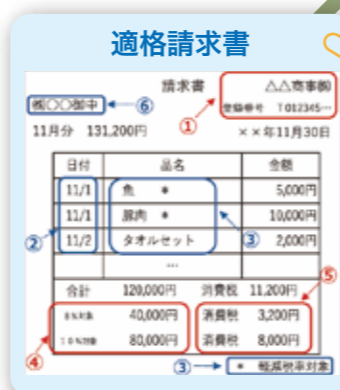 適格請求書
請求書 △△商事㈱
㈱〇〇御中 ⑥ ① 登録番号 T012345…
11月分 131,200円 ××年11月30日
日付 品名 金額
11/1 魚 * 5,000円
11/1 豚肉 * 10,000円
② 11/2 タオルセット ③ 2,000円
…
⑤
合計 120,000円 消費税 11,200円
8%対象 40,000円 消費税 3,200円
④ 10%対象 80,000円 消費税 8,000円
③ * 軽減税率対象